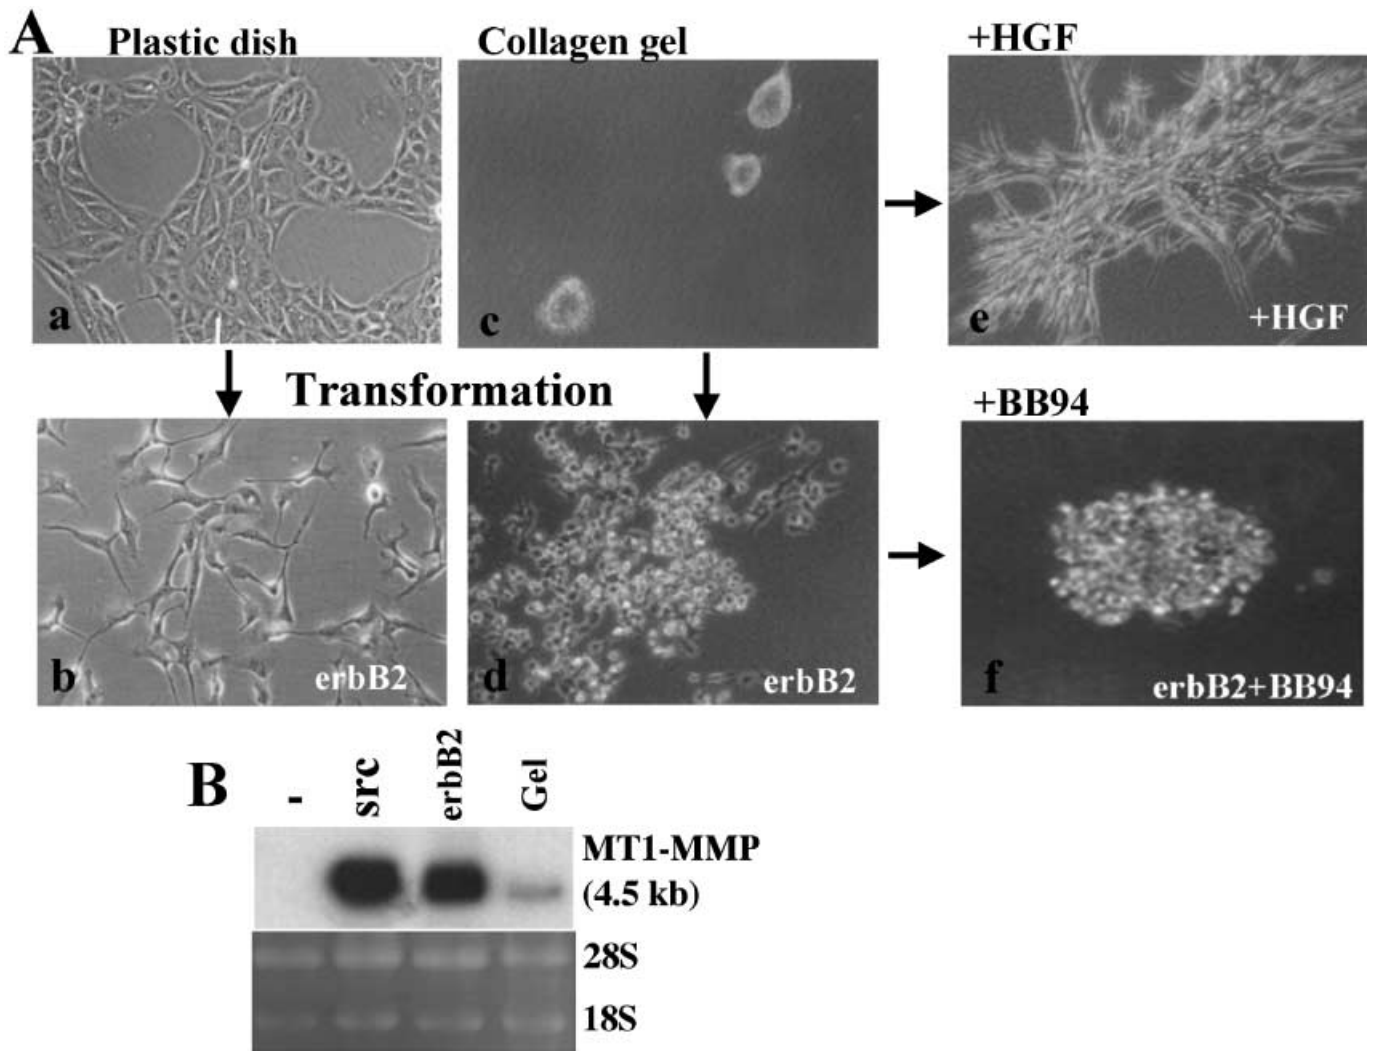 A
Plastic dish
Collagen gel
+HGF
a
c
e
+HGF
Transformation
+BB94
b
erbB2
d
erbB2
f
erbB2+BB94
B
-
src
erbB2
Gel
MT1-MMP
(4.5 kb)
28S
18S